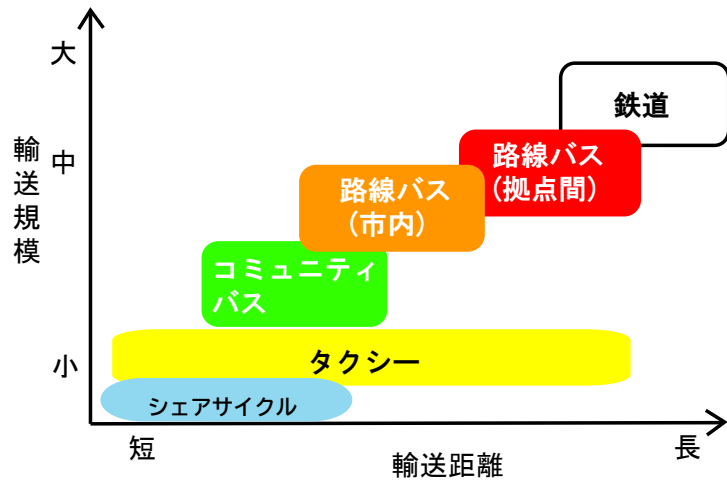 大
中
小
輸送規模
鉄道
路線バス
(拠点間)
路線バス
(市内)
コミュニティ
バス
タクシー
シェアサイクル
短
長
輸送距離